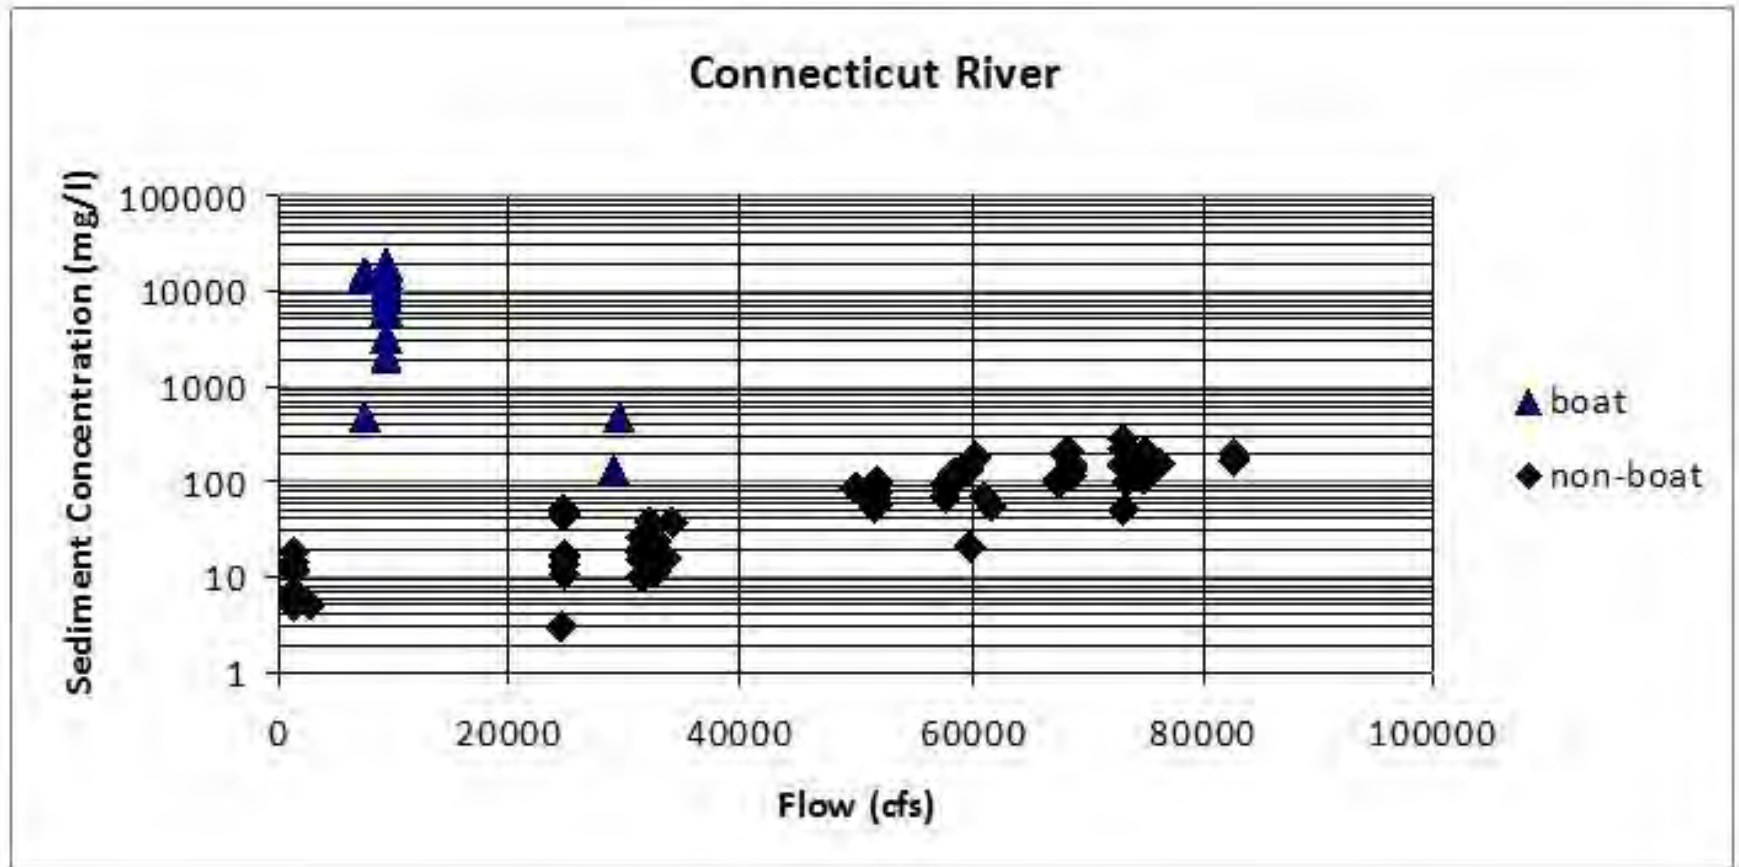 Connecticut River
Sediment Concentration (mg/l)
100000
10000
1000
100
10
1
0 20000 40000 60000 80000 100000
Flow (cfs)
boat
non-boat